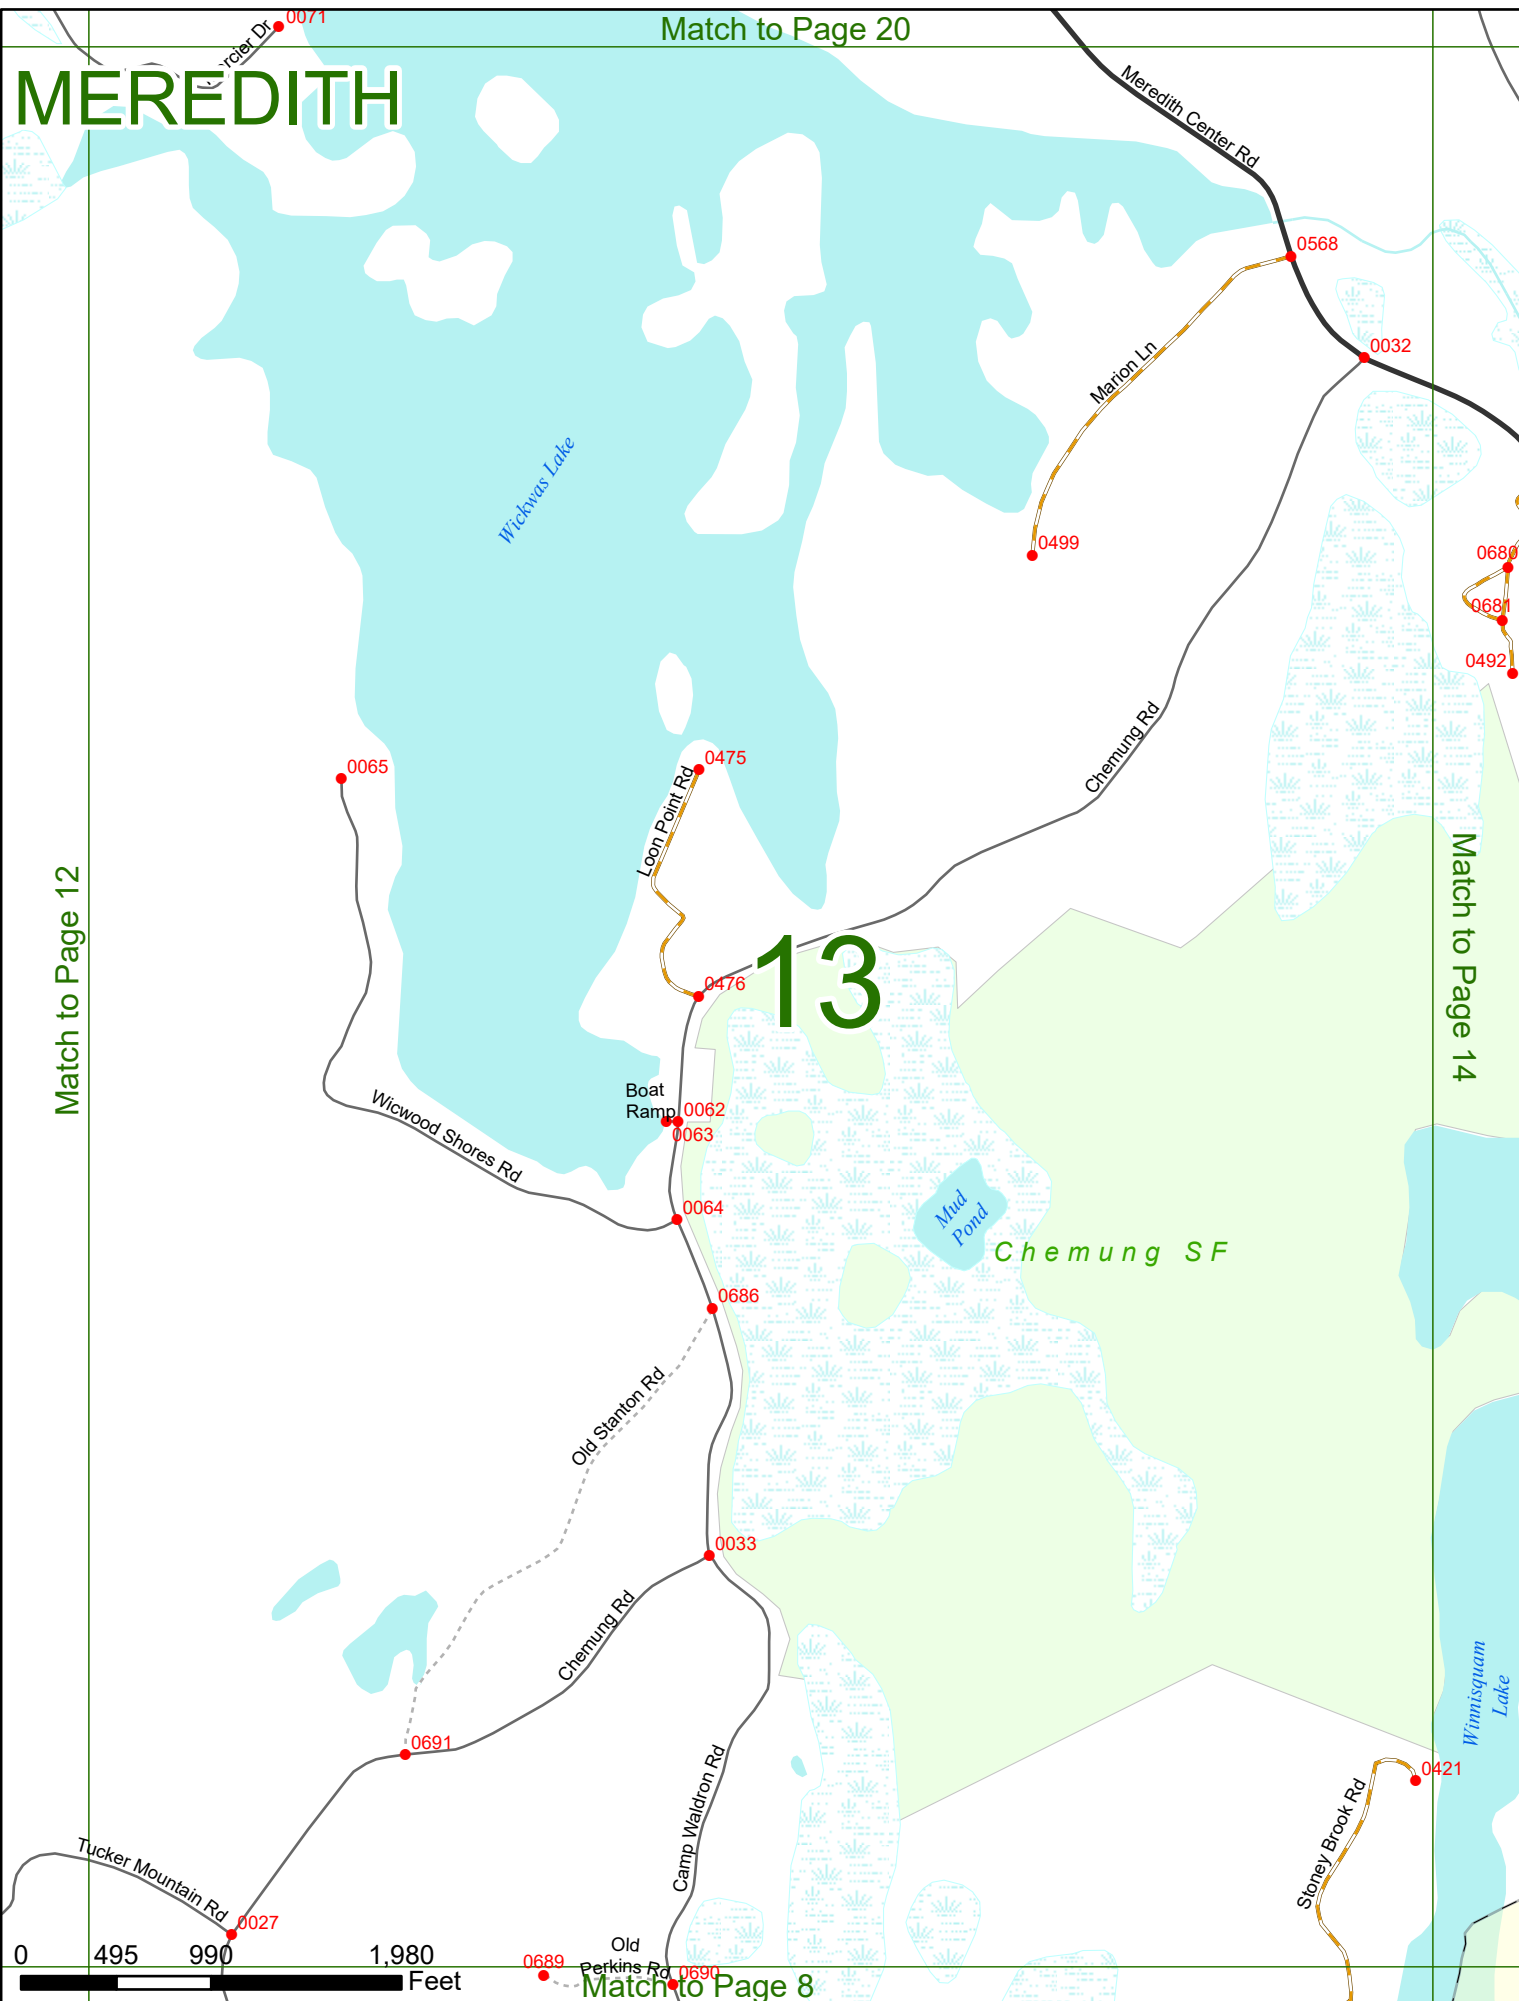 0071
Match to Page 20
MEREDITH
Meredith Center Rd
0568
0032
Marion Ln
Wickwas Lake
0499
0680
0681
0492
Chemung Rd
0475
0065
Loon Point Rd
Match to Page 12
Match to Page 14
13
0476
Boat
Ramp
0062
0063
Wicwood Shores Rd
0064
Mud
Pond
Chemung SF
0686
Old Stanton Rd
0033
Chemung Rd
Winnisquam
Lake
0691
0421
Camp Waldron Rd
Stoney Brook Rd
Tucker Mountain Rd
0027
0 495 990 1,980
Feet
0689
Old
Perkins Rd
0690
Match to Page 8